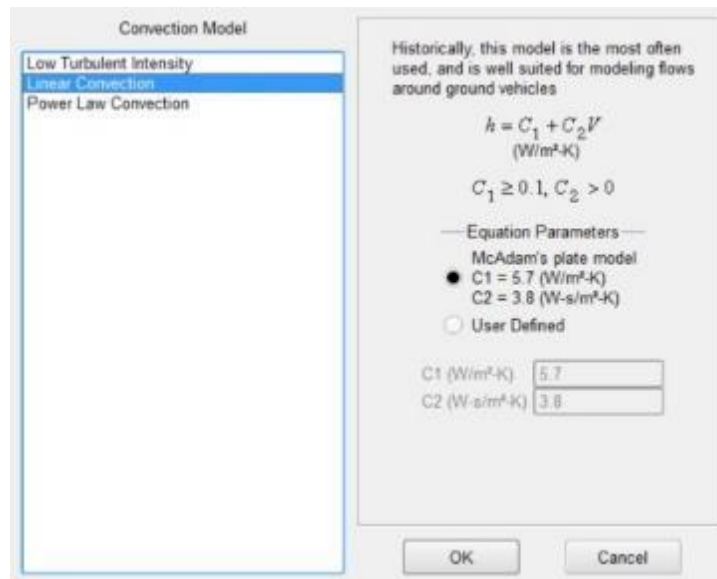 Convection Model
Low Turbulent Intensity
Linear Convection
Power Law Convection
Historically, this model is the most often
used, and is well suited for modeling flows
around ground vehicles
h = C₁ + C₂V
(W/m²-K)
C₁ ≥ 0.1, C₂ > 0
Equation Parameters
McAdam's plate model
C1 = 5.7 (W/m²-K)
C2 = 3.8 (W-s/m³-K)
User Defined
C1 (W/m²-K) 5.7
C2 (W-s/m³-K) 3.8
OK
Cancel